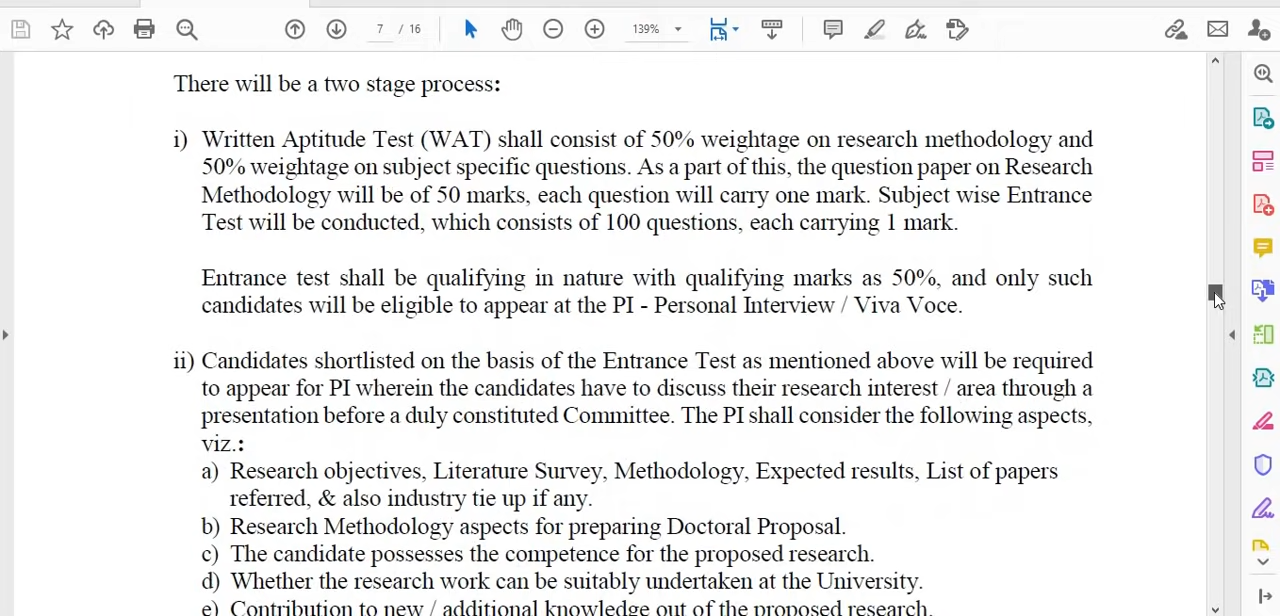 7 / 16
139%
There will be a two stage process:
i) Written Aptitude Test (WAT) shall consist of 50% weightage on research methodology and
50% weightage on subject specific questions. As a part of this, the question paper on Research
Methodology will be of 50 marks, each question will carry one mark. Subject wise Entrance
Test will be conducted, which consists of 100 questions, each carrying 1 mark.
Entrance test shall be qualifying in nature with qualifying marks as 50%, and only such
candidates will be eligible to appear at the PI - Personal Interview / Viva Voce.
ii) Candidates shortlisted on the basis of the Entrance Test as mentioned above will be required
to appear for PI wherein the candidates have to discuss their research interest / area through a
presentation before a duly constituted Committee. The PI shall consider the following aspects,
viz.:
a) Research objectives, Literature Survey, Methodology, Expected results, List of papers
referred, & also industry tie up if any.
b) Research Methodology aspects for preparing Doctoral Proposal.
c) The candidate possesses the competence for the proposed research.
d) Whether the research work can be suitably undertaken at the University.
e) Contribution to new / additional knowledge out of the proposed research.